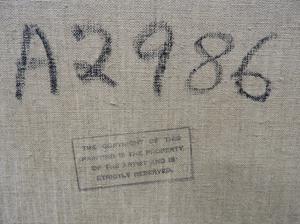 A2986
THE COPYRIGHT OF THIS
PAINTING IS THE PROPERTY
OF THE ARTIST AND IS
STRICTLY RESERVED.